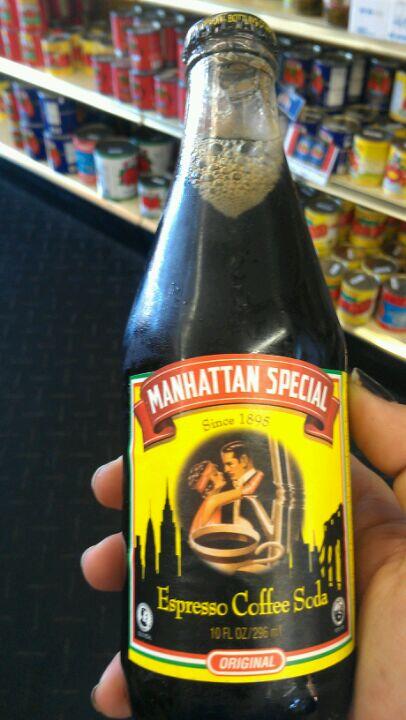 MANHATTAN SPECIAL
Since 1895
Espresso Coffee Soda
10 FL OZ/296 ml
ORIGINAL